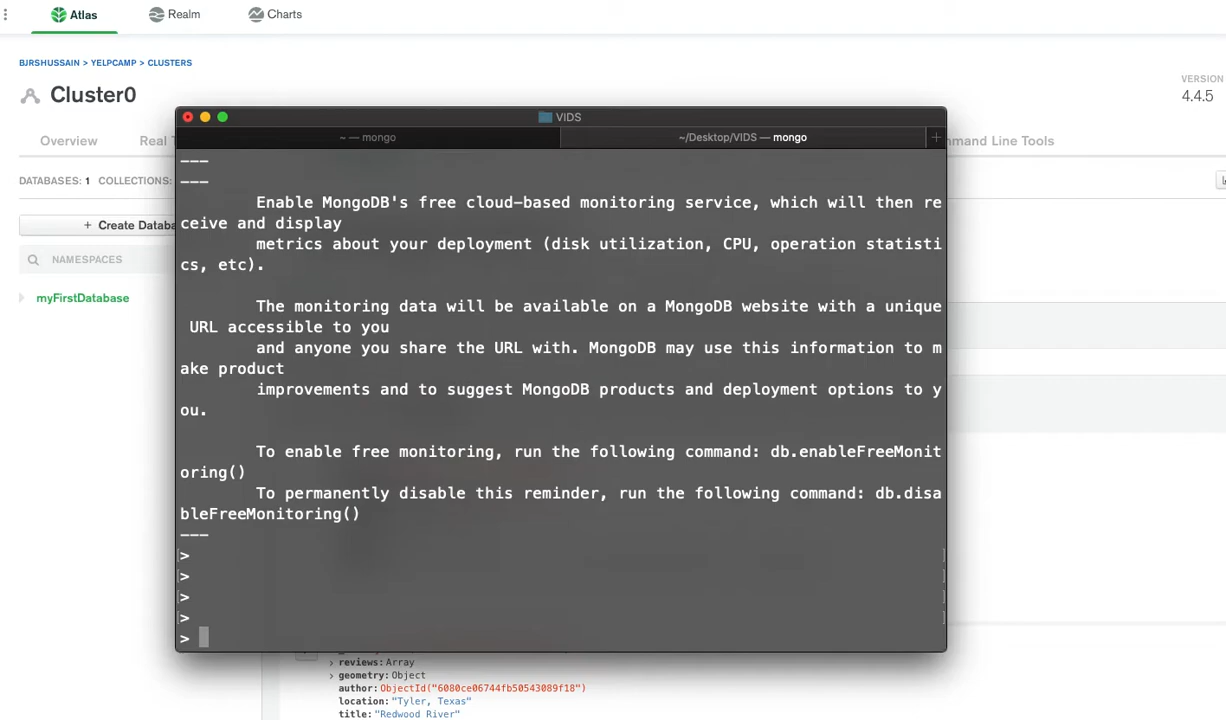 Atlas
Realm
Charts
BJRSHUSSAIN > YELPCAMP > CLUSTERS
VERSION
Cluster0
4.4.5
VIDS
Overview
Real
~ — mongo
~/Desktop/VIDS — mongo
+
mmand Line Tools
DATABASES: 1 COLLECTIONS:
+ Create Databa
NAMESPACES
myFirstDatabase
---
---
Enable MongoDB's free cloud-based monitoring service, which will then re
ceive and display
metrics about your deployment (disk utilization, CPU, operation statisti
cs, etc).
The monitoring data will be available on a MongoDB website with a unique
URL accessible to you
and anyone you share the URL with. MongoDB may use this information to m
ake product
improvements and to suggest MongoDB products and deployment options to y
ou.
To enable free monitoring, run the following command: db.enableFreeMonit
oring()
To permanently disable this reminder, run the following command: db.disa
bleFreeMonitoring()
---
[> ]
[> ]
[> ]
[> ]
>
reviews: Array
geometry: Object
author: ObjectId("6080ce06744fb50543089f18")
location: "Tyler, Texas"
title: "Redwood River"